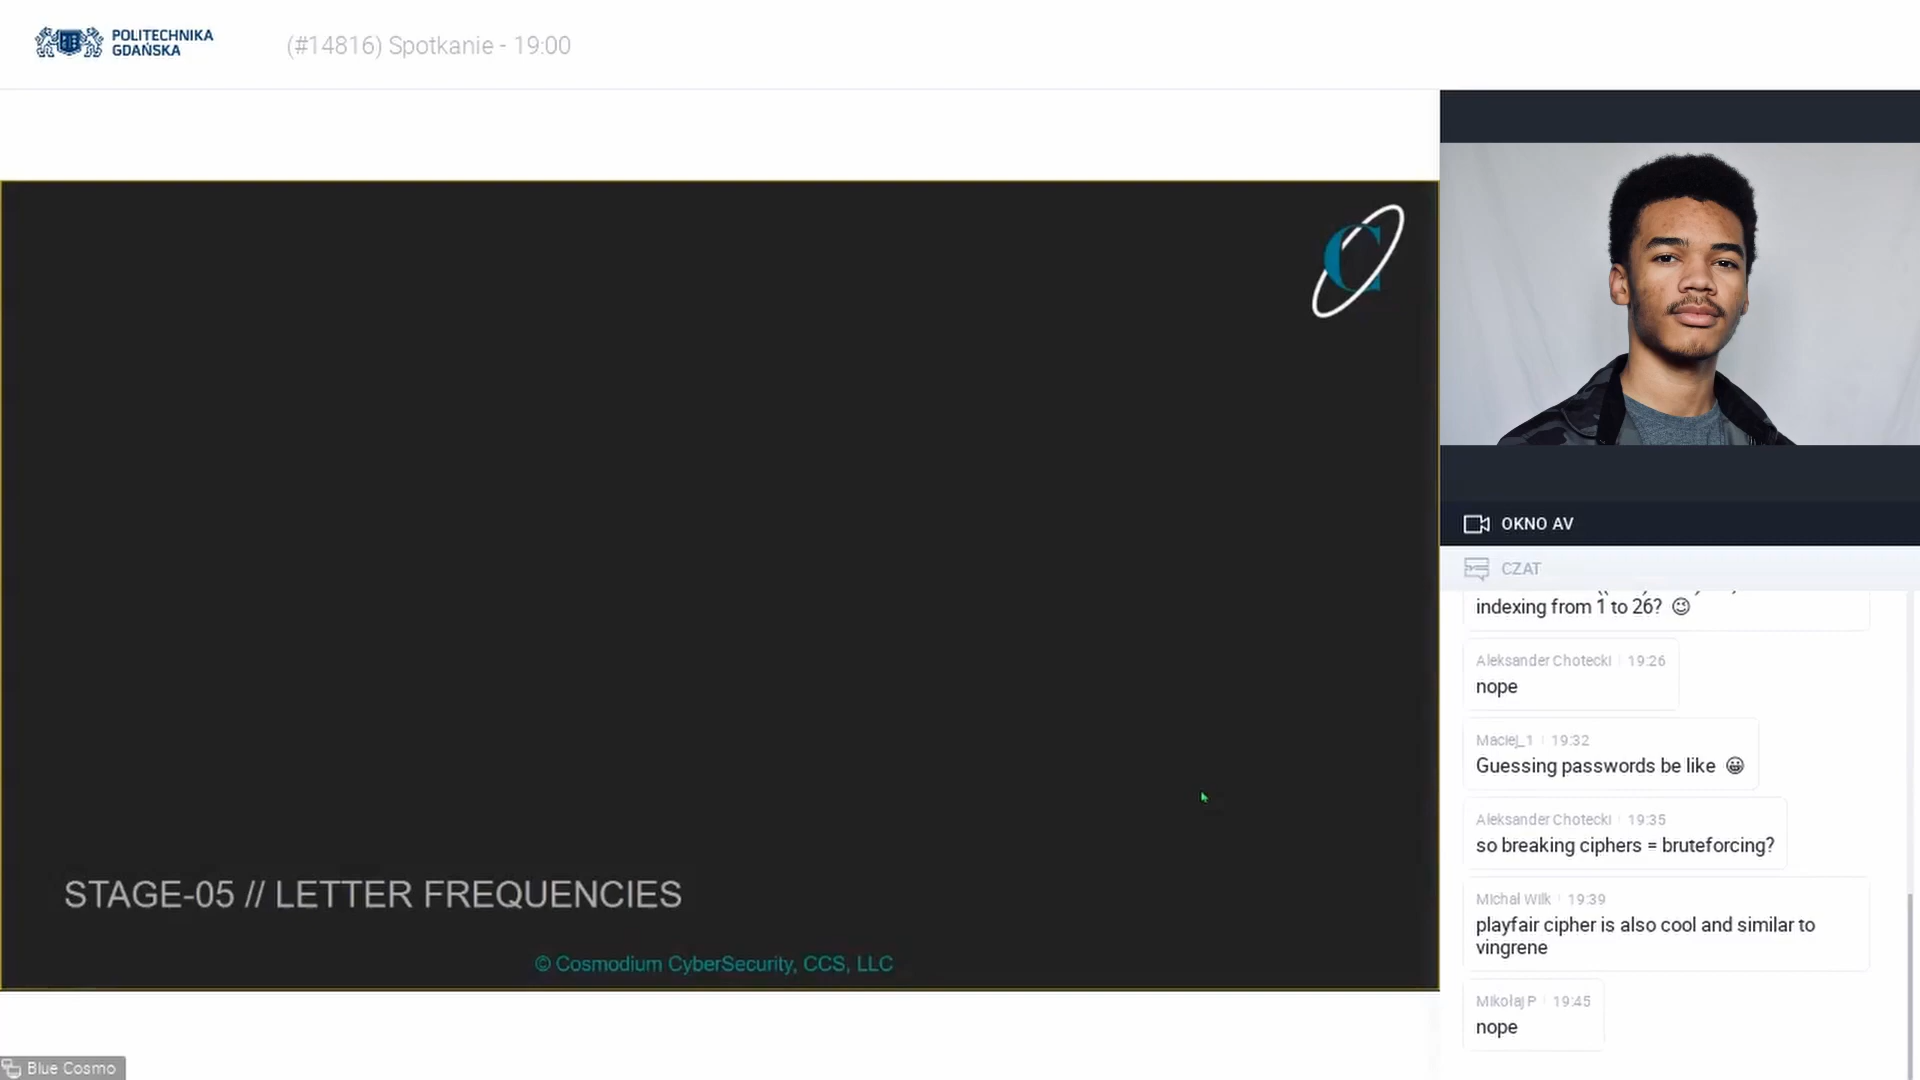 POLITECHNIKA
GDAŃSKA
(#14816) Spotkanie - 19:00
STAGE-05 // LETTER FREQUENCIES
© Cosmodium CyberSecurity, CCS, LLC
Blue Cosmo
OKNO AV
CZAT
indexing from 1 to 26? 😉
Aleksander Chotecki 19:26
nope
Maciej_1 19:32
Guessing passwords be like 😀
Aleksander Chotecki 19:35
so breaking ciphers = bruteforcing?
Michal Wilk 19:39
playfair cipher is also cool and similar to
vingrene
Mikołaj P 19:45
nope